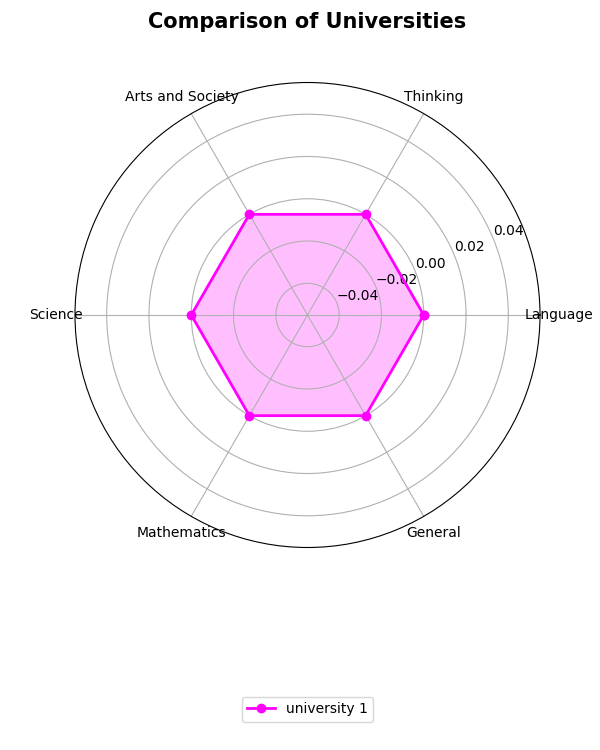 Comparison of Universities
Arts and Society
Thinking
0.04
0.02
0.00
−0.02
−0.04
Science
Language
Mathematics
General
university 1